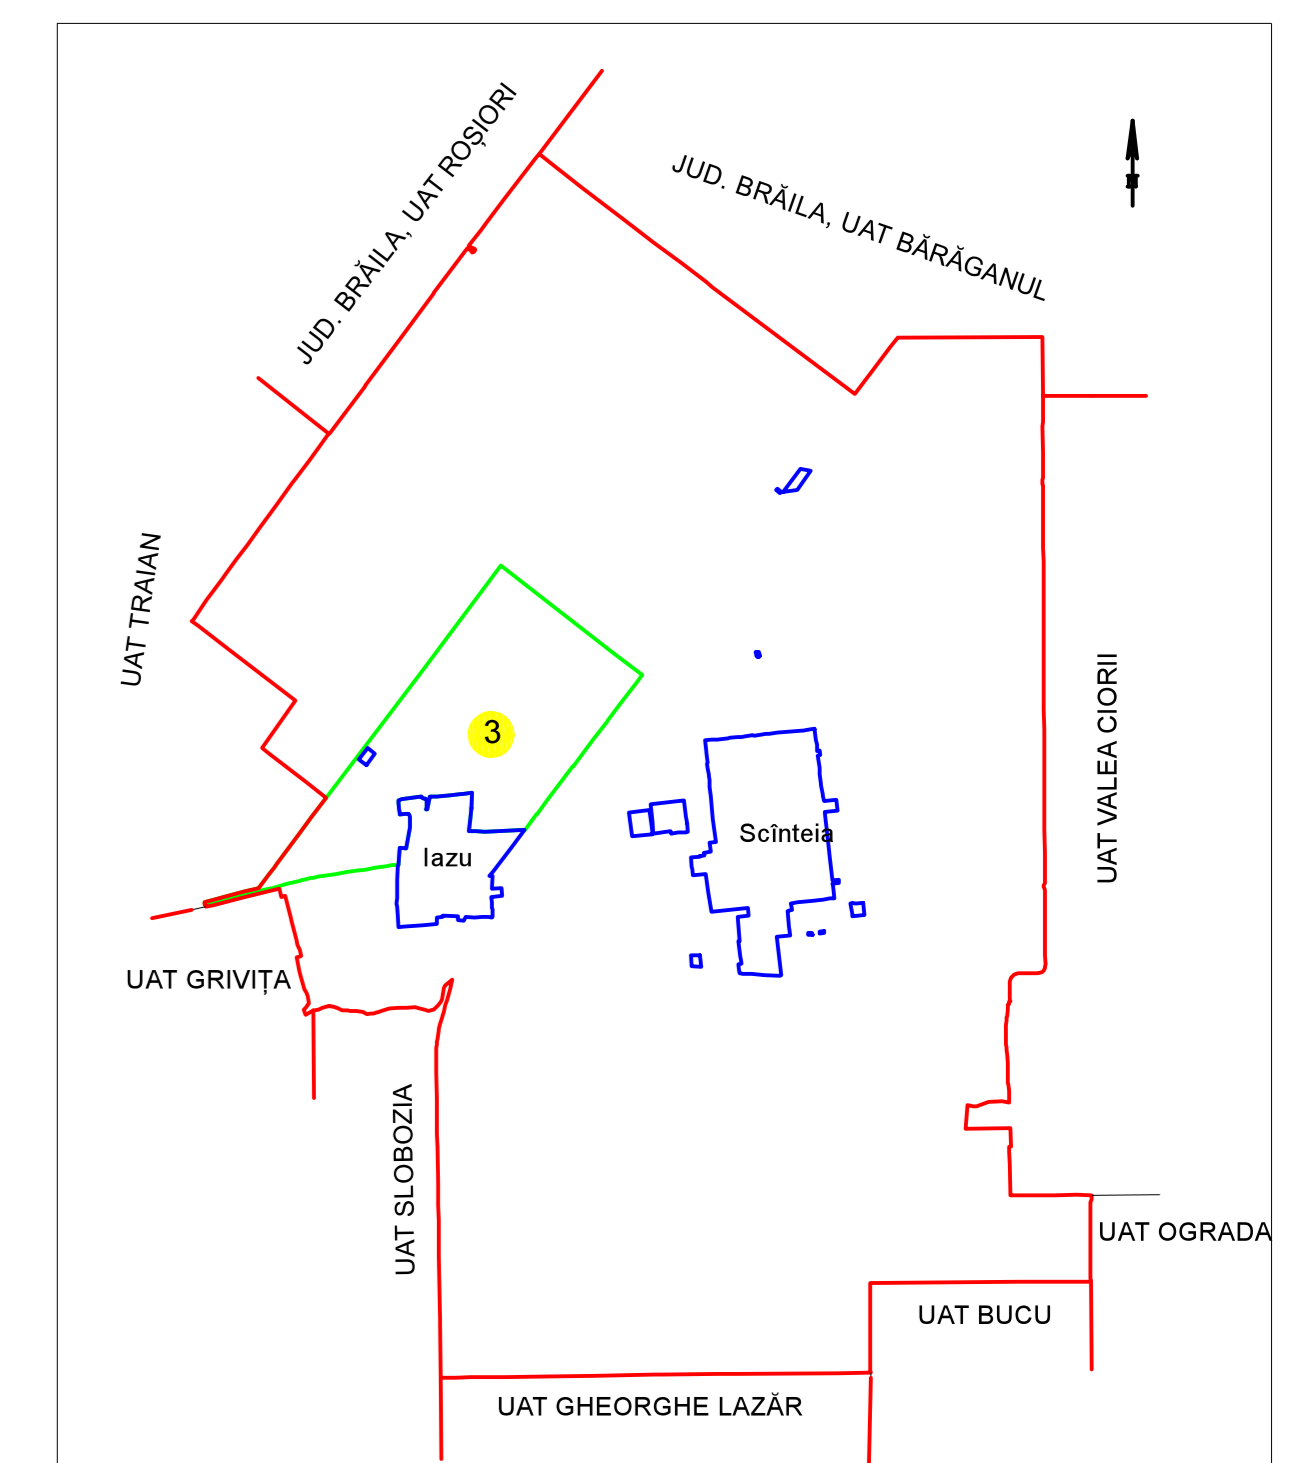 JUD. BRĂILA, UAT ROȘIORI
JUD. BRĂILA, UAT BĂRĂGANUL
UAT TRAIAN
UAT VALEA CIORII
3
Scînteia
Iazu
UAT GRIVIȚA
UAT SLOBOZIA
UAT OGRADA
UAT BUCU
UAT GHEORGHE LAZĂR